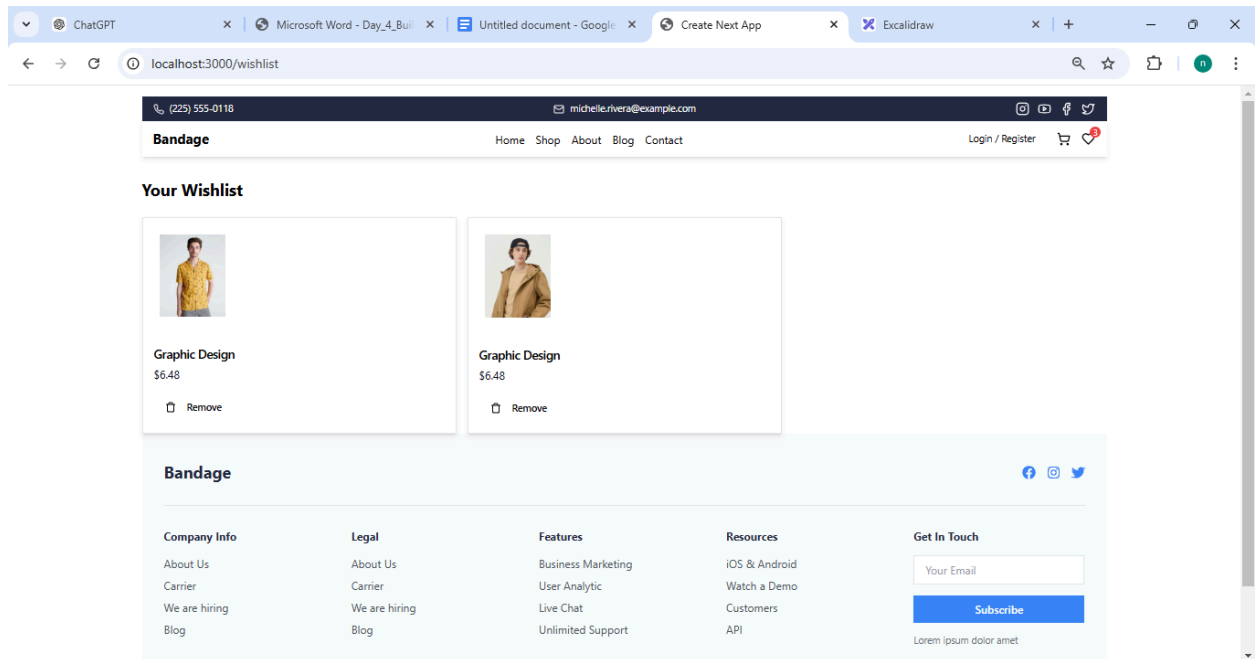 ChatGPT
Microsoft Word - Day_4_Buil
Untitled document - Google
Create Next App
Excalidraw
localhost:3000/wishlist
n
(225) 555-0118
michelle.rivera@example.com
Bandage
Home Shop About Blog Contact
Login / Register
3
Your Wishlist
Graphic Design
$6.48
Remove
Graphic Design
$6.48
Remove
Bandage
Company Info
About Us
Carrier
We are hiring
Blog
Legal
About Us
Carrier
We are hiring
Blog
Features
Business Marketing
User Analytic
Live Chat
Unlimited Support
Resources
iOS & Android
Watch a Demo
Customers
API
Get In Touch
Your Email
Subscribe
Lorem ipsum dolor amet